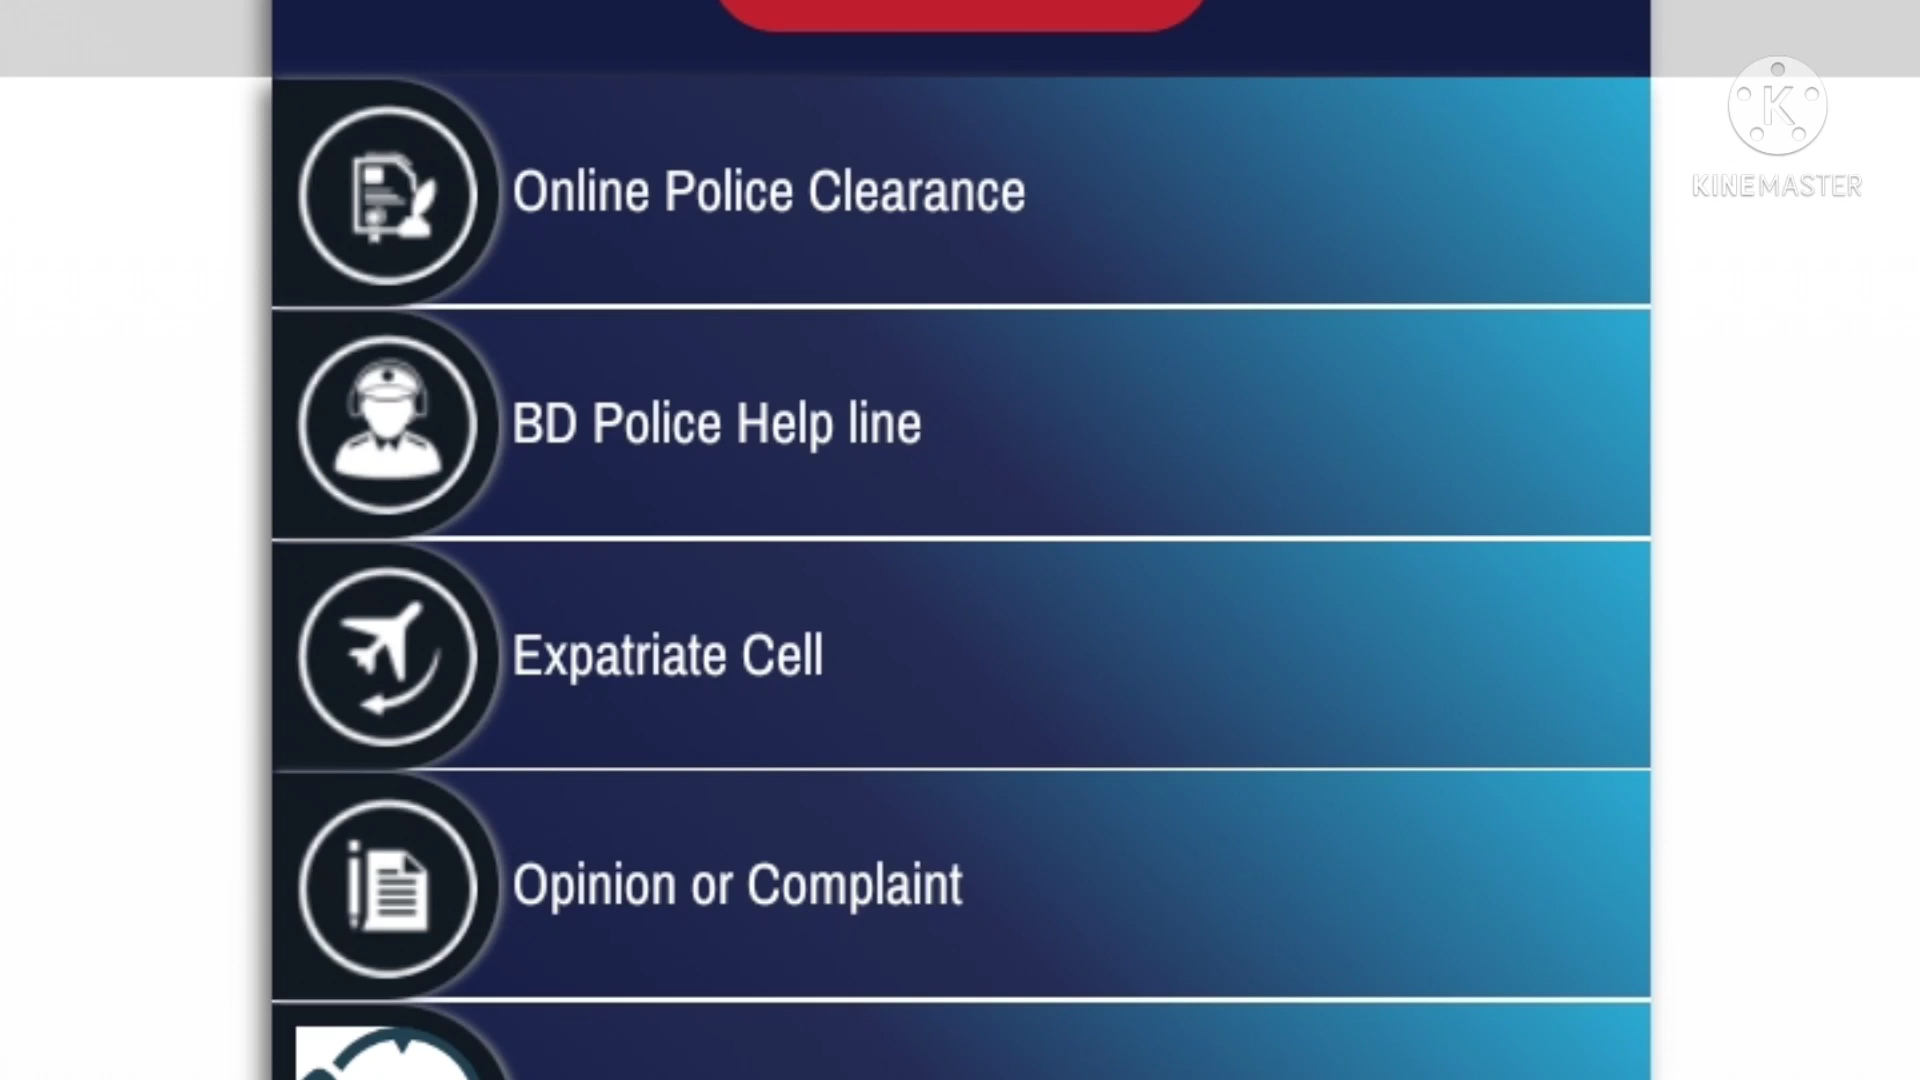 Online Police Clearance
K
KINEMASTER
BD Police Help line
Expatriate Cell
Opinion or Complaint